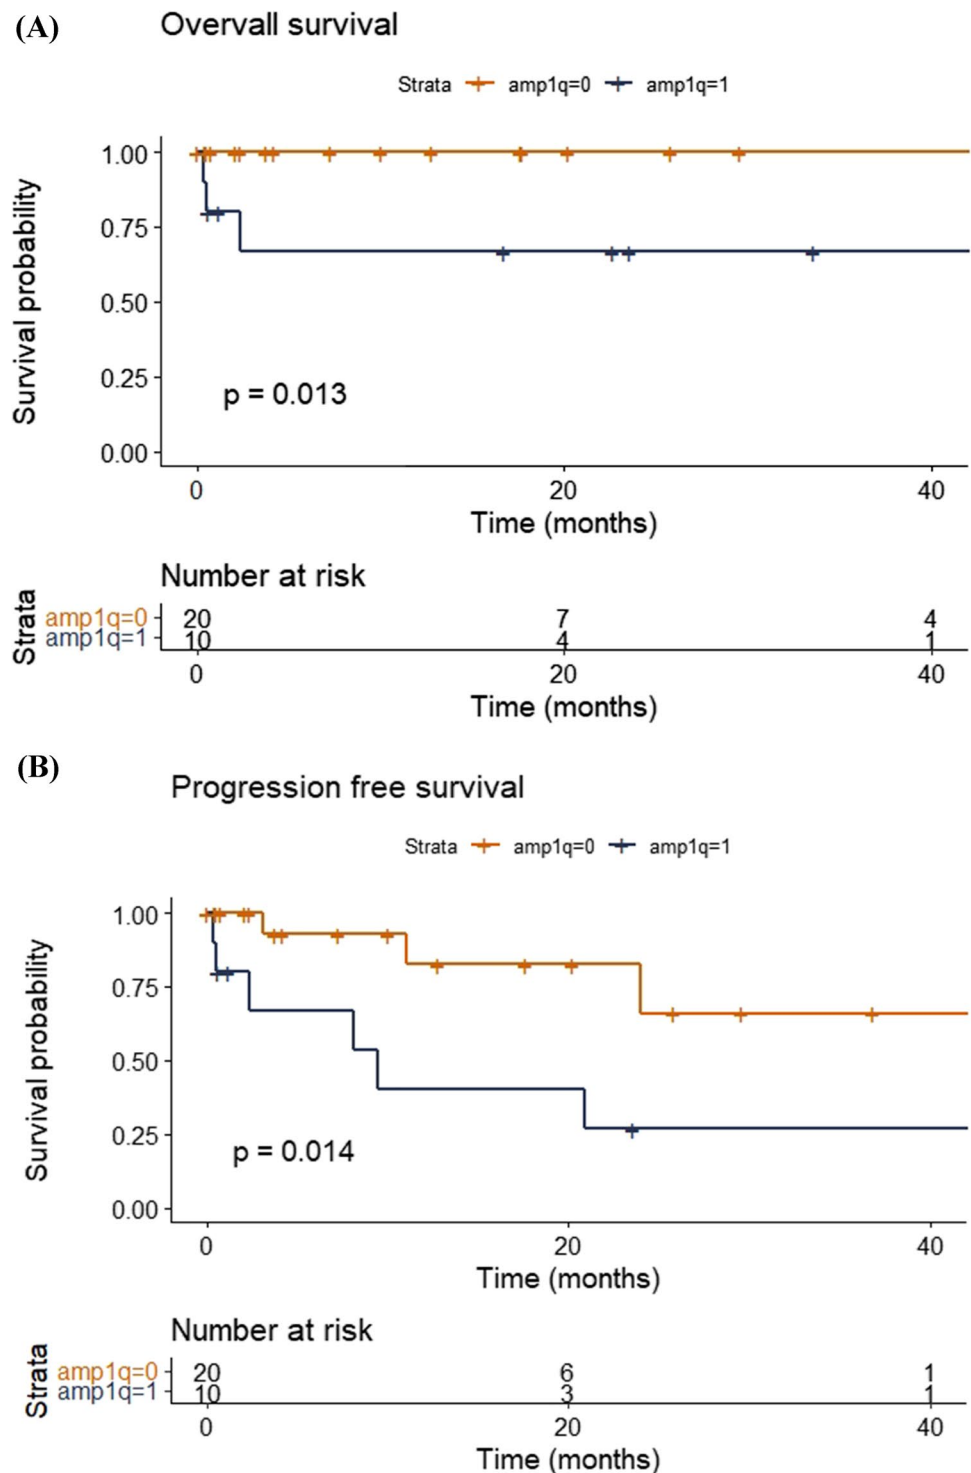 (A)
Overvall survival
Strata amp1q=0 amp1q=1
1.00
0.75
0.50
0.25
0.00
Survival probability
p = 0.013
0 20 40
Time (months)
Number at risk
Strata
amp1q=0 20 7 4
amp1q=1 10 4 1
0 20 40
Time (months)
(B)
Progression free survival
Strata amp1q=0 amp1q=1
1.00
0.75
0.50
0.25
0.00
Survival probability
p = 0.014
0 20 40
Time (months)
Number at risk
Strata
amp1q=0 20 6 1
amp1q=1 10 3 1
0 20 40
Time (months)